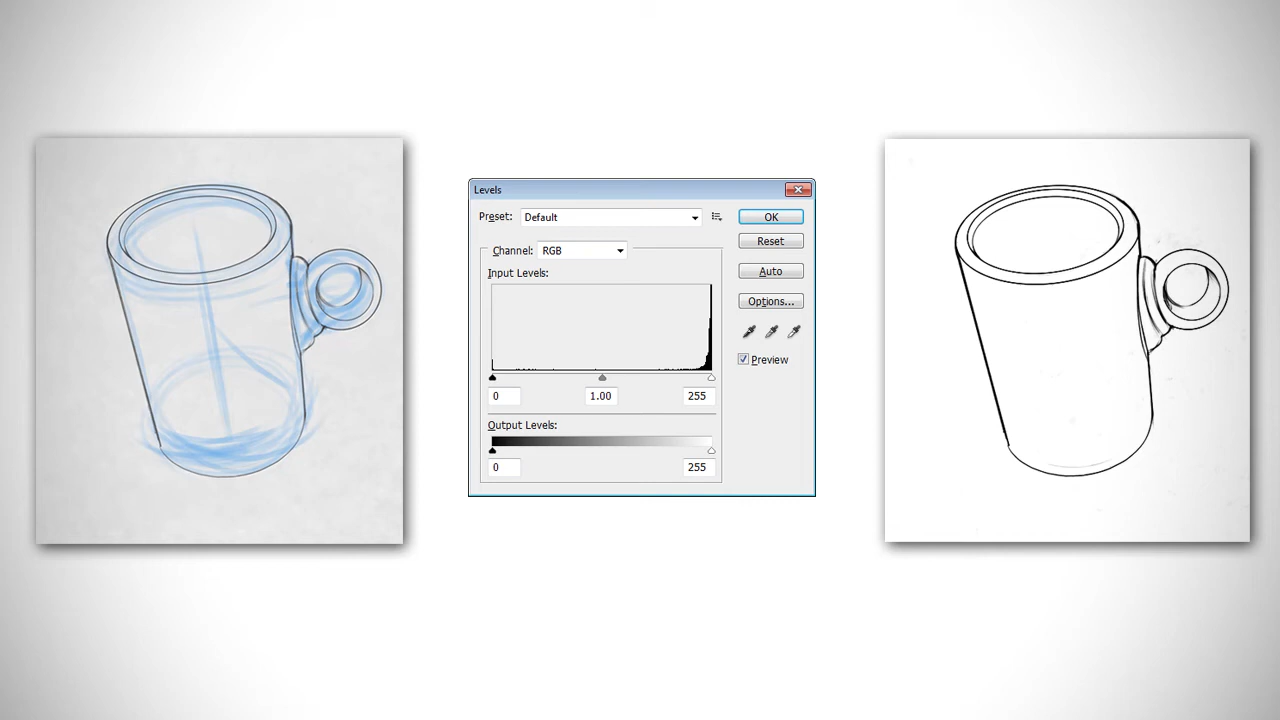 Levels
Preset: Default
OK
Channel: RGB
Reset
Input Levels:
Auto
Options...
Preview
0 1.00 255
Output Levels:
0 255